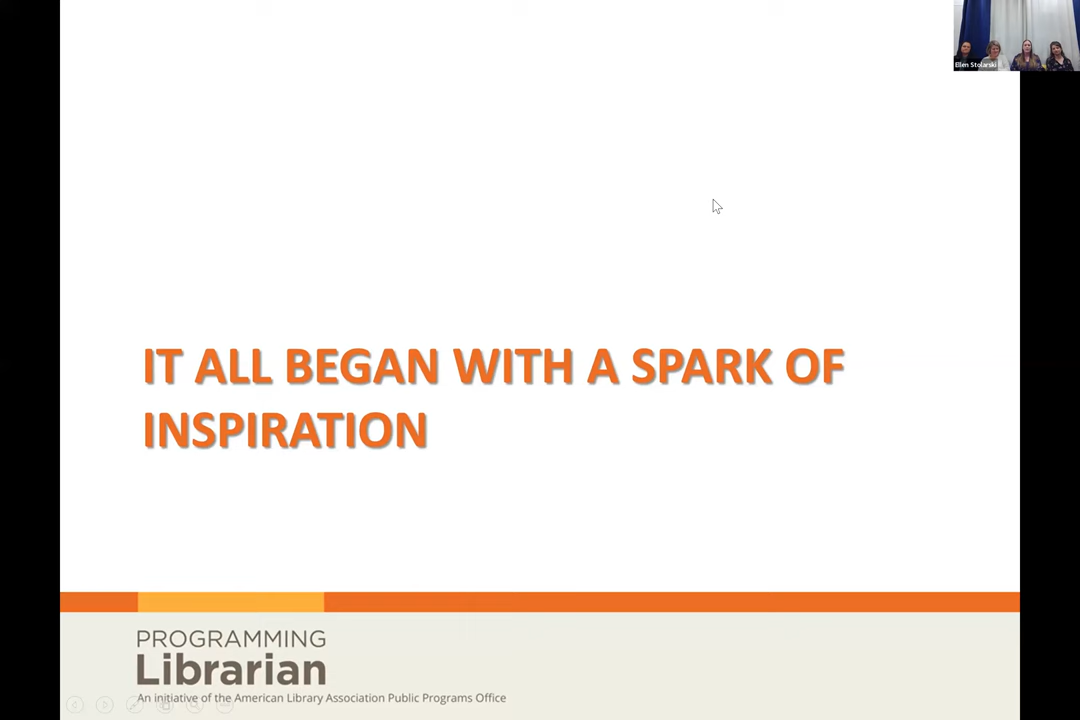 Ellen Stolarski
IT ALL BEGAN WITH A SPARK OF
INSPIRATION
PROGRAMMING
Librarian
An initiative of the American Library Association Public Programs Office